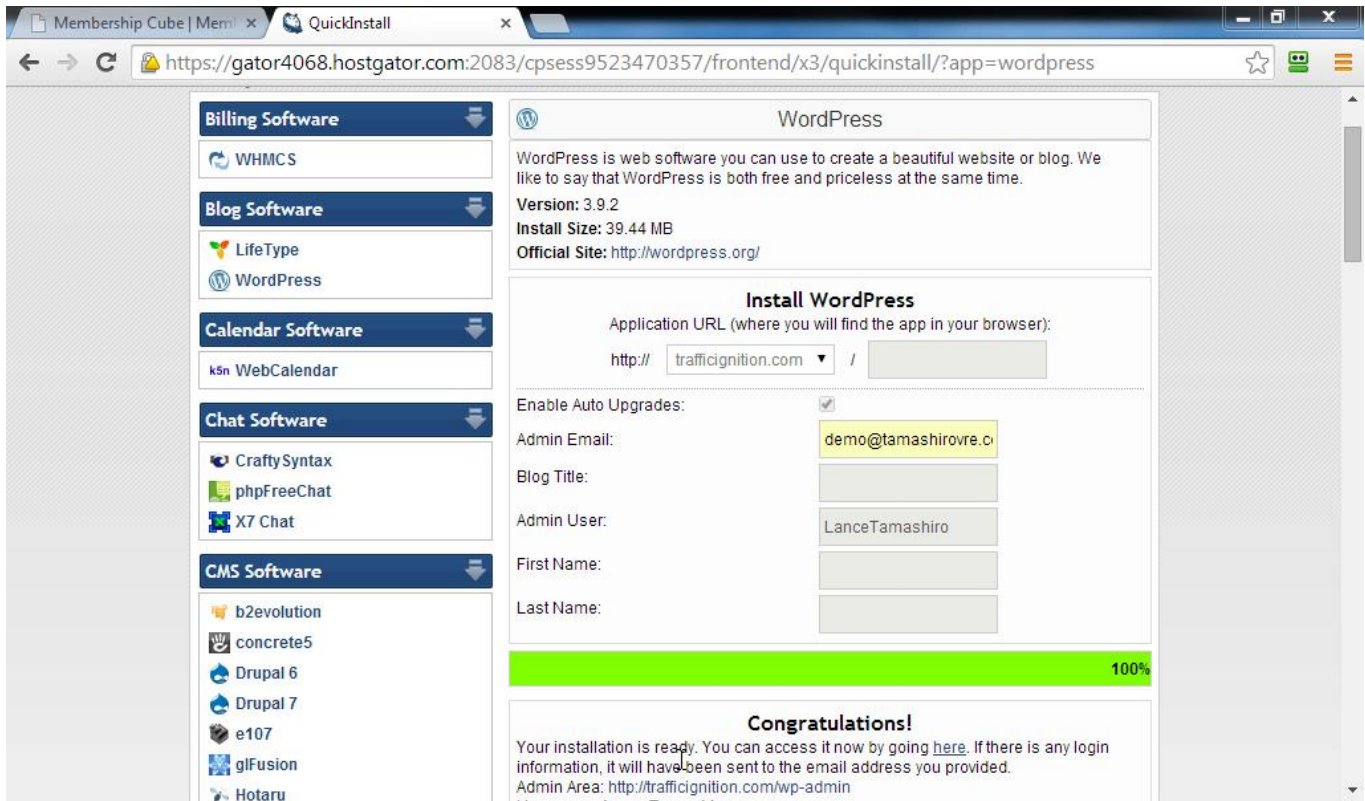 Membership Cube | Mem
QuickInstall
https://gator4068.hostgator.com:2083/cpsess9523470357/frontend/x3/quickinstall/?app=wordpress
Billing Software
WHMCS
Blog Software
LifeType
WordPress
Calendar Software
k5n WebCalendar
Chat Software
CraftySyntax
phpFreeChat
X7 Chat
CMS Software
b2evolution
concrete5
Drupal 6
Drupal 7
e107
glFusion
Hotaru
WordPress
WordPress is web software you can use to create a beautiful website or blog. We
like to say that WordPress is both free and priceless at the same time.
Version: 3.9.2
Install Size: 39.44 MB
Official Site: http://wordpress.org/
Install WordPress
Application URL (where you will find the app in your browser):
http:// trafficignition.com /
Enable Auto Upgrades:
Admin Email: demo@tamashirovre.c
Blog Title:
Admin User: LanceTamashiro
First Name:
Last Name:
100%
Congratulations!
Your installation is ready. You can access it now by going here. If there is any login
information, it will have been sent to the email address you provided.
Admin Area: http://trafficignition.com/wp-admin